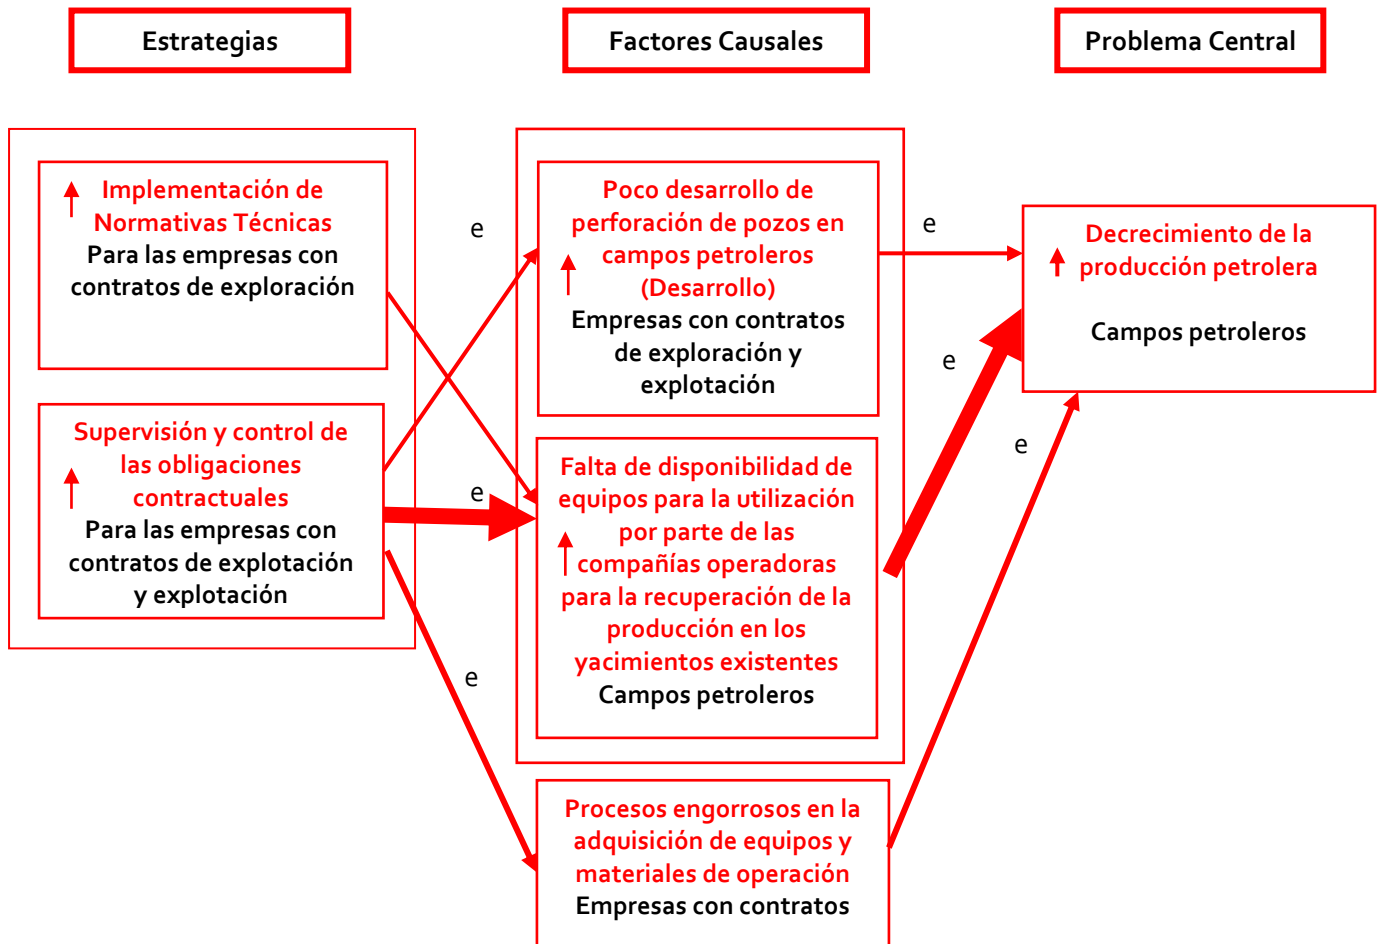 Estrategias
Factores Causales
Problema Central
Implementación de
Normativas Técnicas
Para las empresas con
contratos de exploración
Supervisión y control de
las obligaciones
contractuales
Para las empresas con
contratos de explotación
y explotación
e
e
e
Poco desarrollo de
perforación de pozos en
campos petroleros
(Desarrollo)
Empresas con contratos
de exploración y
explotación
Falta de disponibilidad de
equipos para la utilización
por parte de las
compañías operadoras
para la recuperación de la
producción en los
yacimientos existentes
Campos petroleros
Procesos engorrosos en la
adquisición de equipos y
materiales de operación
Empresas con contratos
e
e
e
Decrecimiento de la
producción petrolera
Campos petroleros